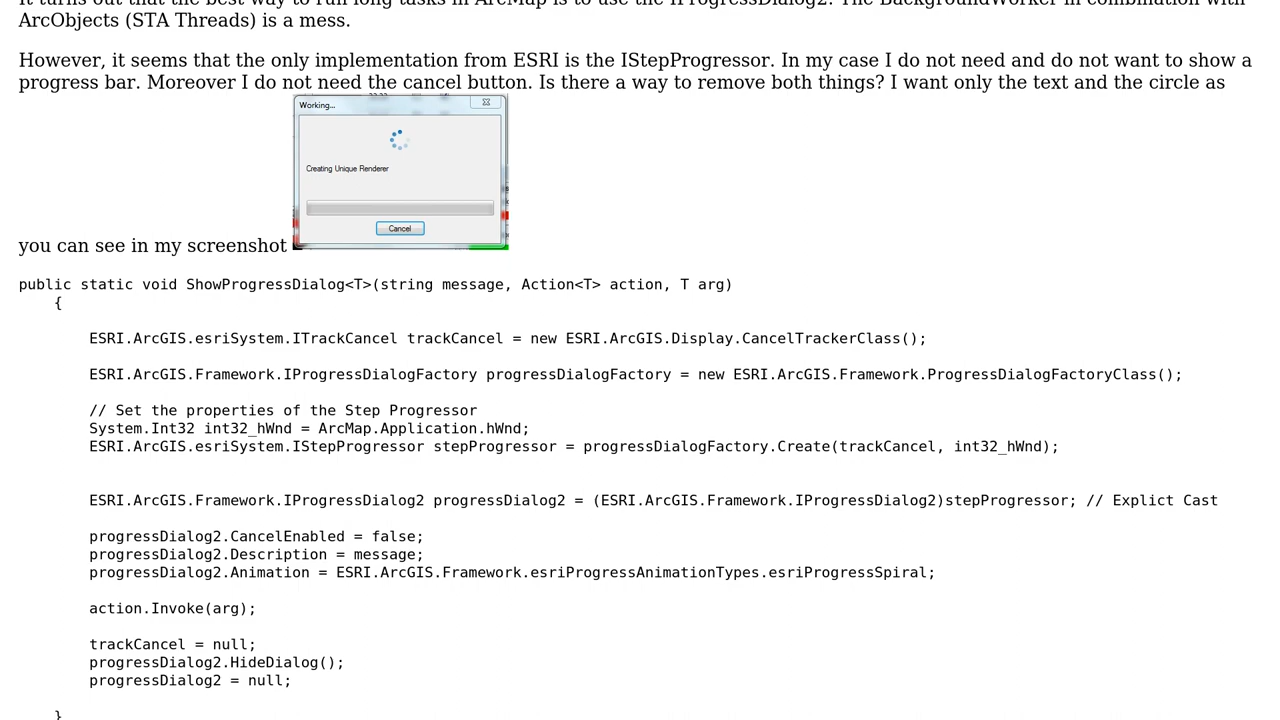 It turns out that the best way to run long tasks in ArcMap is to use the IProgressDialog2. The BackgroundWorker in combination with
ArcObjects (STA Threads) is a mess.
However, it seems that the only implementation from ESRI is the IStepProgressor. In my case I do not need and do not want to show a
progress bar. Moreover I do not need the cancel button. Is there a way to remove both things? I want only the text and the circle as
Working...
Creating Unique Renderer
Cancel
you can see in my screenshot
public static void ShowProgressDialog<T>(string message, Action<T> action, T arg)
{
ESRI.ArcGIS.esriSystem.ITrackCancel trackCancel = new ESRI.ArcGIS.Display.CancelTrackerClass();
ESRI.ArcGIS.Framework.IProgressDialogFactory progressDialogFactory = new ESRI.ArcGIS.Framework.ProgressDialogFactoryClass();
// Set the properties of the Step Progressor
System.Int32 int32_hWnd = ArcMap.Application.hWnd;
ESRI.ArcGIS.esriSystem.IStepProgressor stepProgressor = progressDialogFactory.Create(trackCancel, int32_hWnd);
ESRI.ArcGIS.Framework.IProgressDialog2 progressDialog2 = (ESRI.ArcGIS.Framework.IProgressDialog2)stepProgressor; // Explict Cast
progressDialog2.CancelEnabled = false;
progressDialog2.Description = message;
progressDialog2.Animation = ESRI.ArcGIS.Framework.esriProgressAnimationTypes.esriProgressSpiral;
action.Invoke(arg);
trackCancel = null;
progressDialog2.HideDialog();
progressDialog2 = null;
}